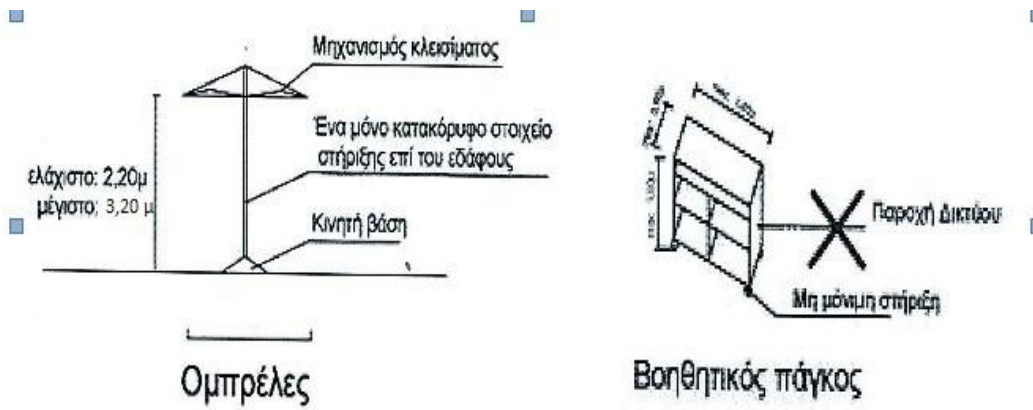 Μηχανισμός κλεισίματος
Ένα μόνο κατακόρυφο στοιχείο
στήριξης επί του εδάφους
ελάχιστο: 2,20μ
μέγιστο: 3,20 μ
Κινητή βάση
Ομπρέλες
Παροχή Δικτύου
Μη μόνιμη στήριξη
Βοηθητικός πάγκος